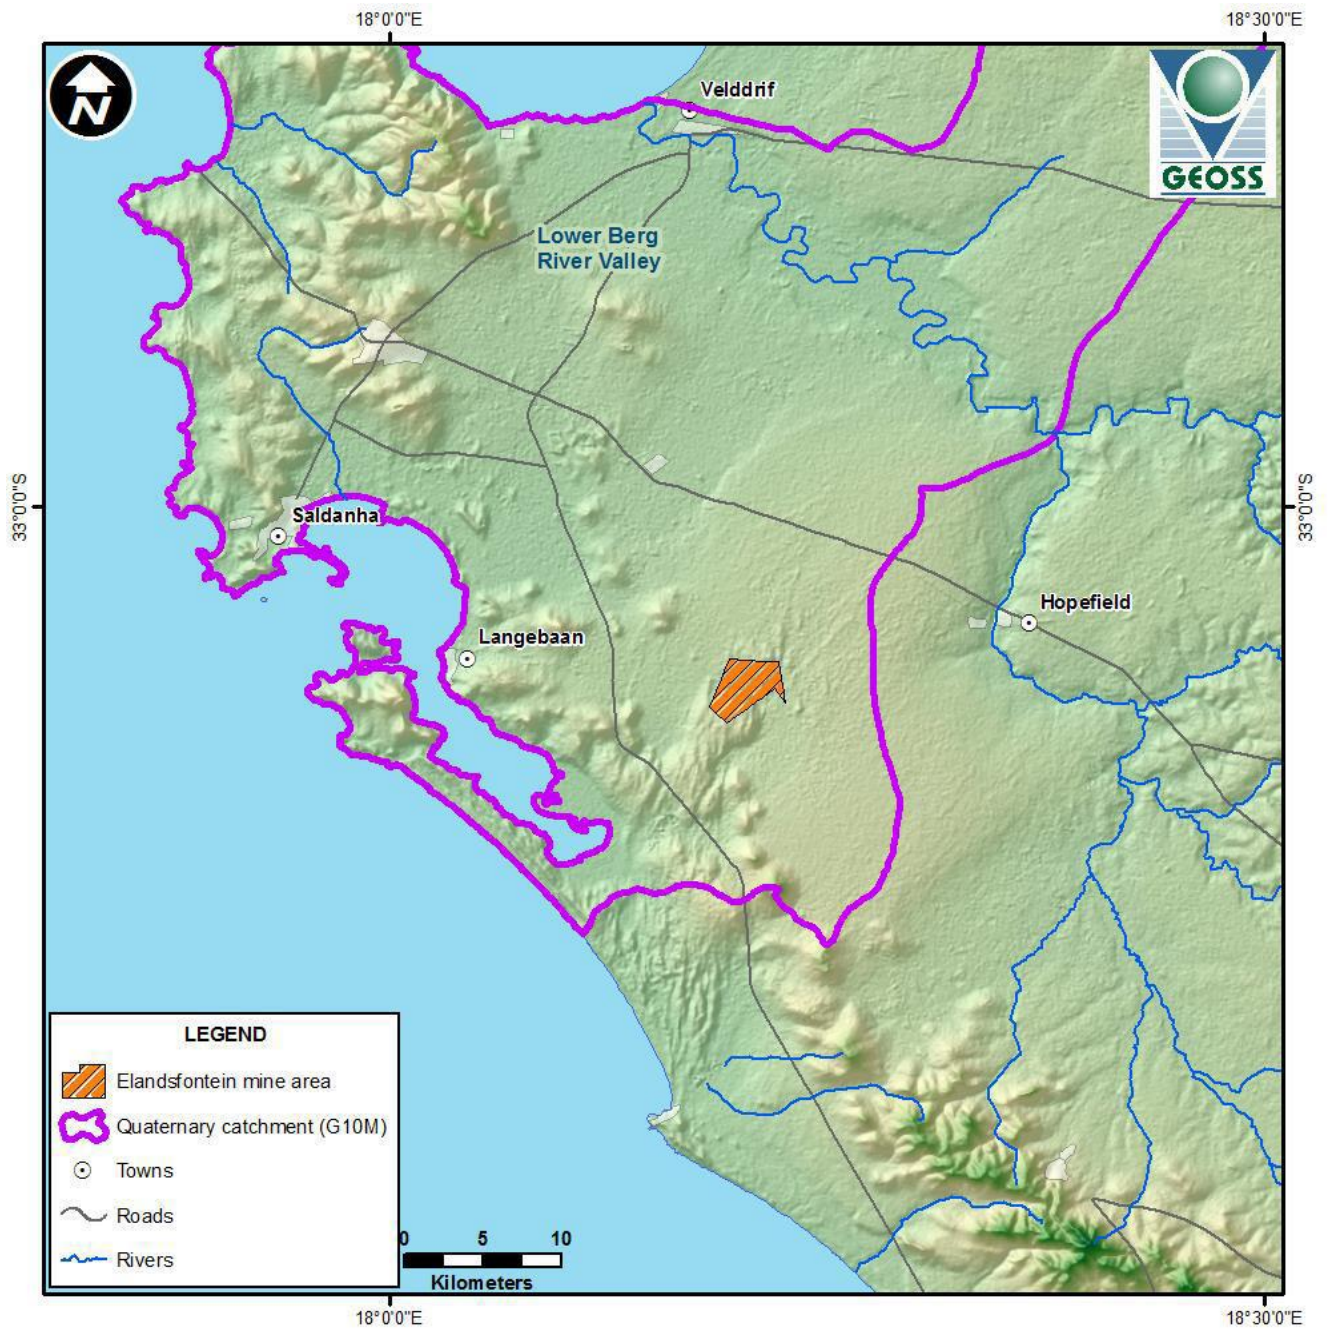 18°0'0"E
18°30'0"E
N
Velddrif
GEOSS
Lower Berg
River Valley
33°0'0"S
33°0'0"S
Saldanha
Hopefield
Langebaan
LEGEND
Elandsfontein mine area
Quaternary catchment (G10M)
Towns
Roads
Rivers
0 5 10
Kilometers
18°0'0"E
18°30'0"E